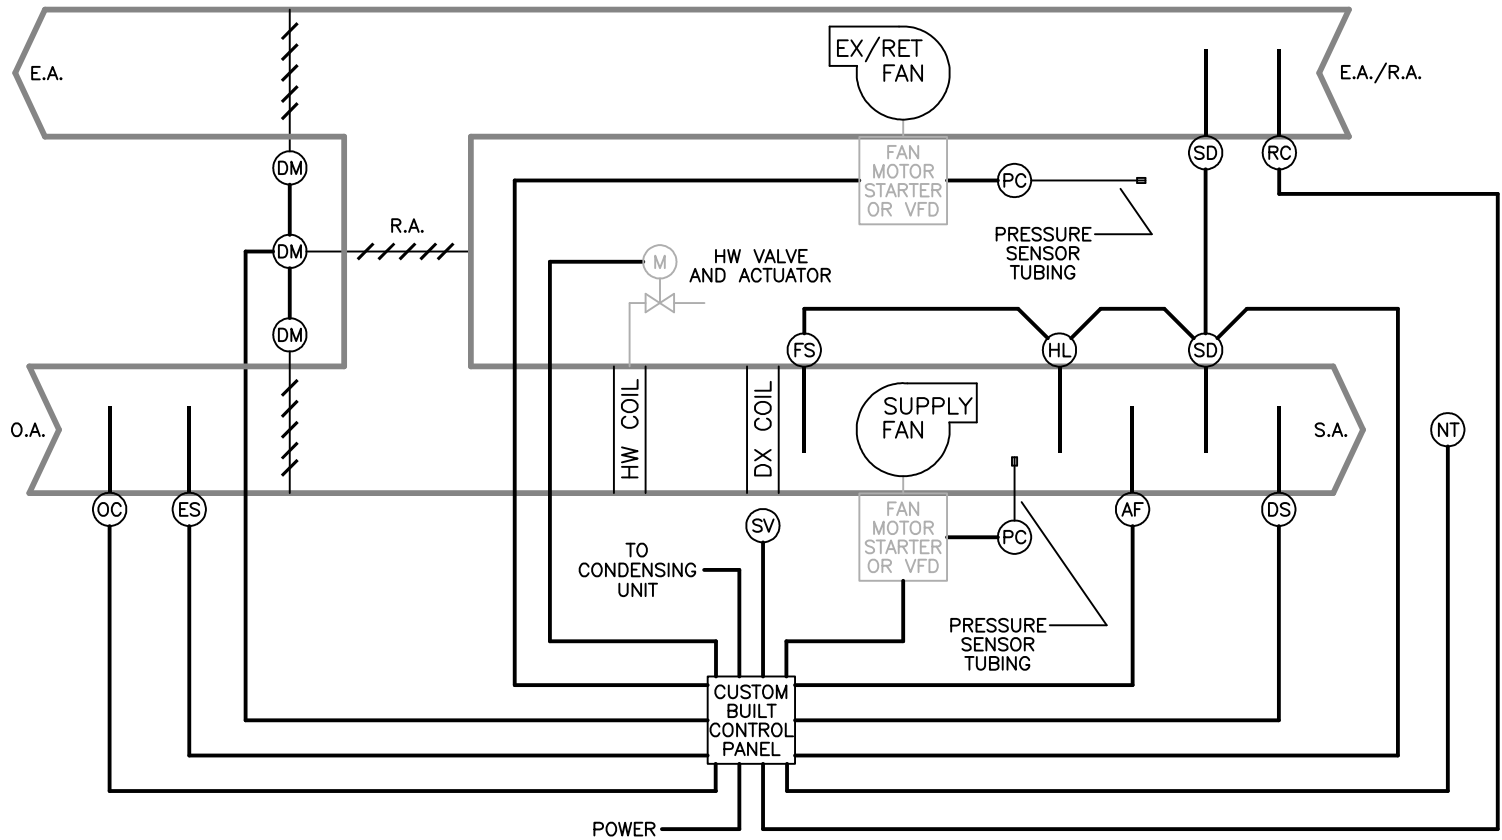 E.A.
EX/RET
FAN
E.A./R.A.
DM
FAN
MOTOR
STARTER
OR VFD
PC
SD
RC
R.A.
DM
PRESSURE
SENSOR
TUBING
M
HW VALVE
AND ACTUATOR
DM
FS
HL
SD
O.A.
HW COIL
DX COIL
SUPPLY
FAN
S.A.
NT
OC
ES
SV
FAN
MOTOR
STARTER
OR VFD
PC
AF
DS
TO
CONDENSING
UNIT
PRESSURE
SENSOR
TUBING
CUSTOM
BUILT
CONTROL
PANEL
POWER